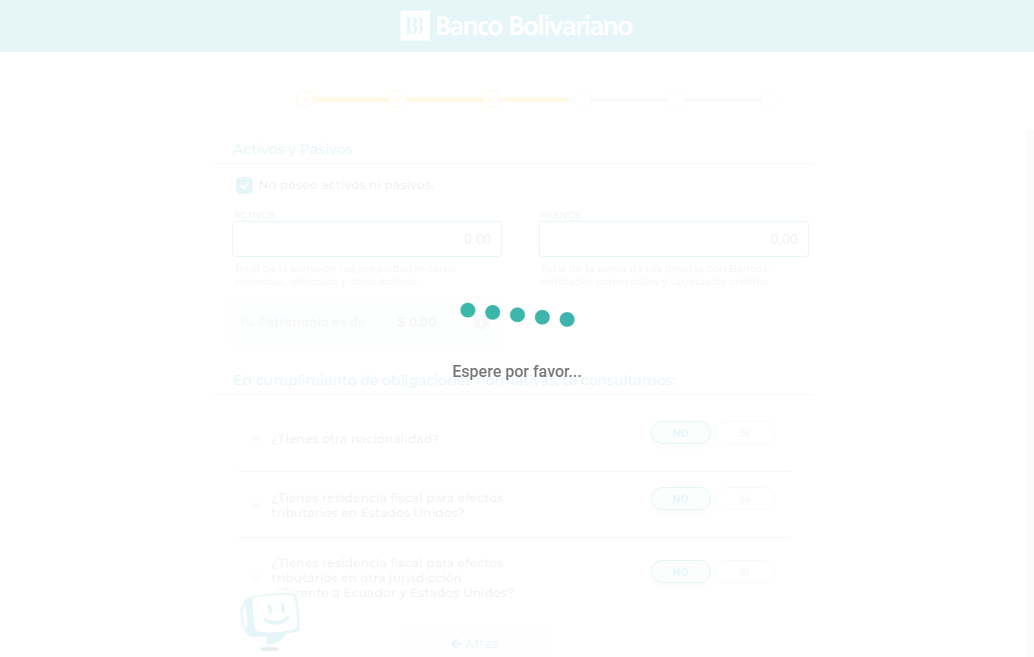 Banco Bolivariano
Activos y Pasivos
No poseo activos ni pasivos.
ACTIVOS
PASIVOS
0.00
0.00
Total de la suma de tus propiedades como
viviendas, vehículos y otros activos.
Total de la suma de tus deudas con Bancos,
entidades comerciales y tarjetas de crédito.
Tu Patrimonio es de
$ 0.00
Espere por favor...
En cumplimiento de obligaciones normativas, te consultamos:
¿Tienes otra nacionalidad?
NO
SI
¿Tienes residencia fiscal para efectos
tributarios en Estados Unidos?
NO
SI
¿Tienes residencia fiscal para efectos
tributarios en otra jurisdicción
diferente a Ecuador y Estados Unidos?
NO
SI
Atrás